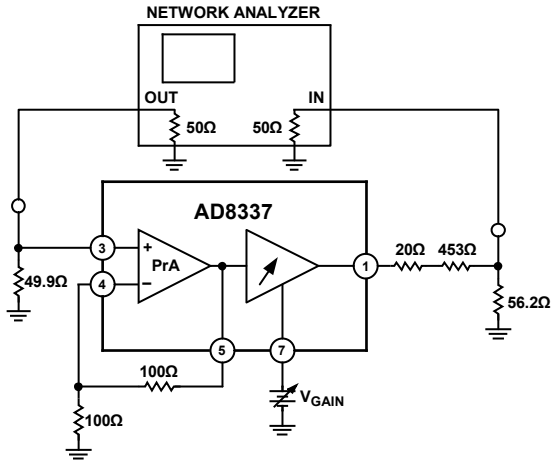 NETWORK ANALYZER
OUT
IN
50Ω
50Ω
AD8337
3
+
PrA
4
−
1
20Ω
453Ω
49.9Ω
56.2Ω
5
7
100Ω
VGAIN
100Ω